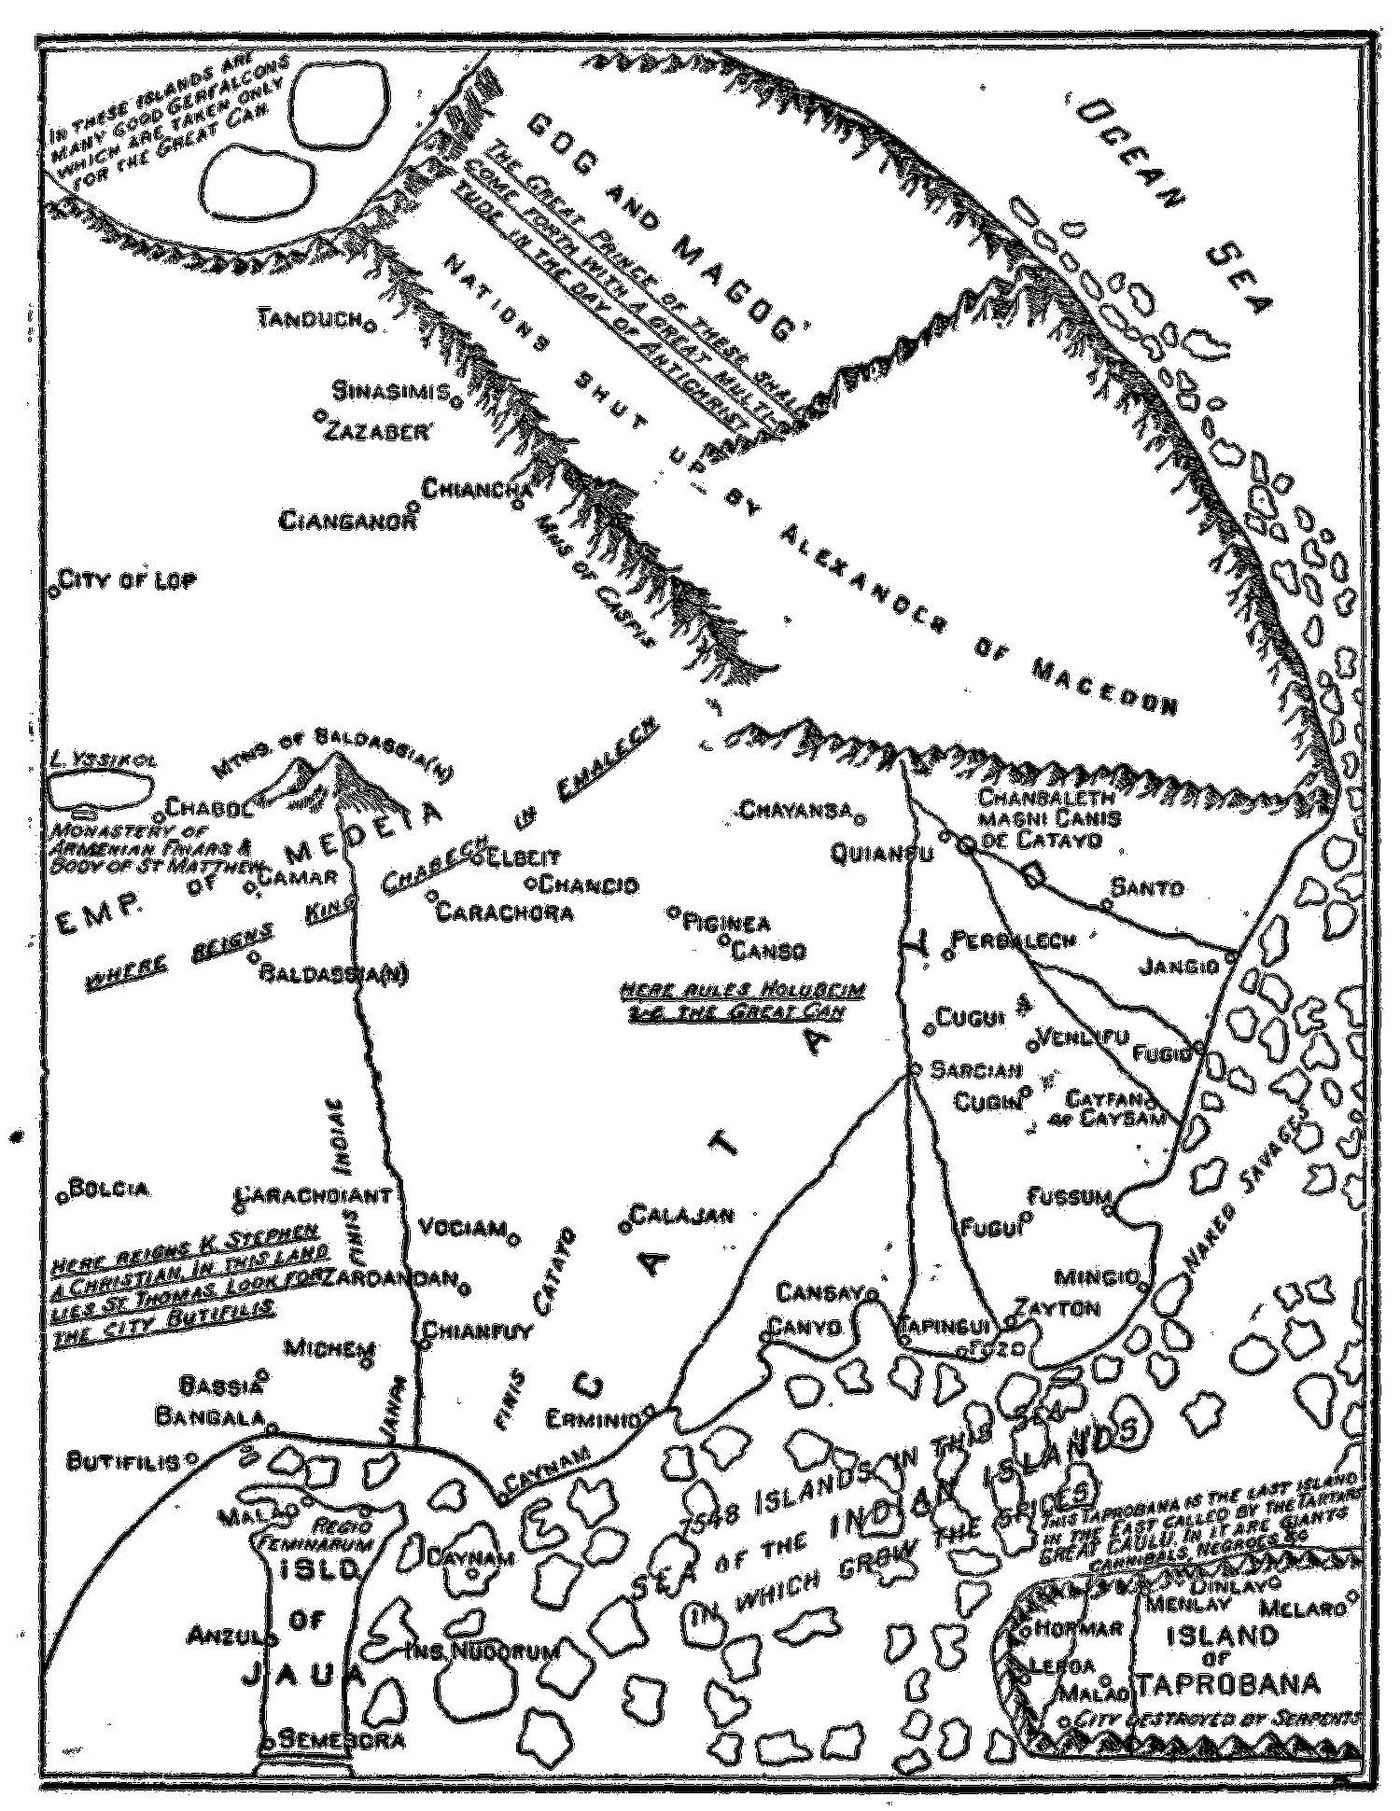 IN THESE ISLANDS ARE
MANY GOOD GERFALCONS
WHICH ARE TAKEN ONLY
FOR THE GREAT CAN
GOG AND MAGOG
THE GREAT PRINCE OF THESE SHALL
COME FORTH WITH A GREAT MULTI-
TUDE IN THE DAY OF ANTICHRIST
NATIONS SHUT UP BY ALEXANDER OF MACEDON
OCEAN SEA
TANDUCH
SINASIMIS
ZAZABER
CHIANCHA
CIANGANOR
MNS OF CASPIS
CITY OF LOP
L. YSSIKOL
MTNS. OF BALDASSIA(N)
CHABOL
MONASTERY OF
ARMENIAN FRIARS &
BODY OF ST MATTHEW
CAMAR
EMP. OF MEDEIA
WHERE REIGNS KING CHABECH IN EMALECH
ELBEIT
CHANCIO
CARACHORA
BALDASSIA(N)
PIGINEA
CANSO
CHAYANSA
CHANBALETH
MAGNI CANIS
DE CATAYO
QUIANFU
SANTO
PERBALECH
JANGIO
HERE RULES HOLUBEIM
THE GREAT CAN
CUGUI
VENLIFU
FUGIO
SARCIAN
CUGIN
CAYFAN
OR CAYSAM
CATA
NAKED SAVAGES
BOLCIA
CARACHOIANT
FINIS INDIAE
VOCIAM
CALAJAN
FUSSUM
FUGUI
HERE REIGNS K. STEPHEN
A CHRISTIAN. IN THIS LAND
LIES ST. THOMAS. LOOK FOR
THE CITY BUTIFILIS.
ZARDANDAN
FINIS CATAYO
MINGIO
CANSAY
CANYO
TAPINGUI
ZAYTON
FOZO
CHIANFUY
MICHEM
BASSIA
BANGALA
JANPA
BUTIFILIS
ERMINIO
CAYNAM
7548 ISLANDS IN THIS SEA
SEA OF THE INDIAN ISLANDS
IN WHICH GROW THE SPICES
MALAO
REGIO
FEMINARUM
ISLD
OF
JAUA
CAYNAM
ANZUL
INS. NUDORUM
SEMESCRA
THIS TAPROBANA IS THE LAST ISLAND
IN THE EAST CALLED BY THE TARTARS
GREAT CAULU. IN IT ARE GIANTS
CANNIBALS, NEGROES &C
DINLAY
MENLAY
MELARO
HORMAR
ISLAND
OF
TAPROBANA
LEROA
MALAO
CITY DESTROYED BY SERPENTS